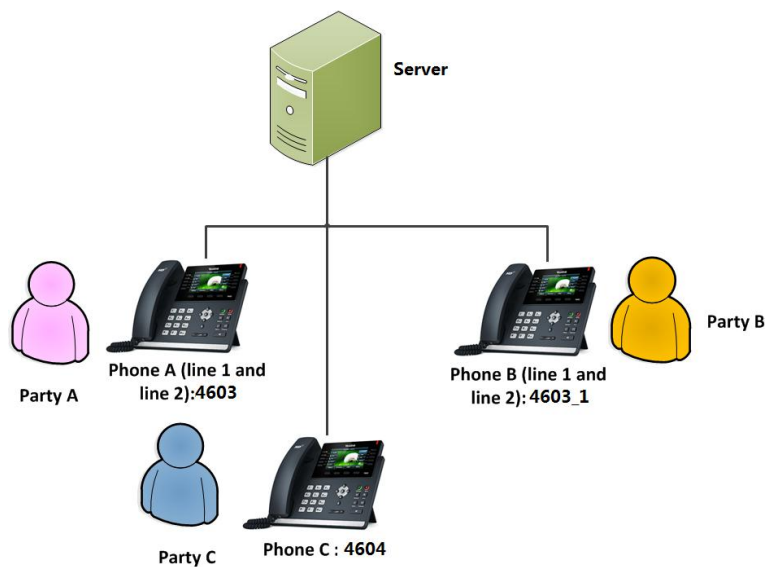 Server
Party A
Phone A (line 1 and
line 2):4603
Phone B (line 1 and
line 2): 4603_1
Party B
Party C
Phone C : 4604